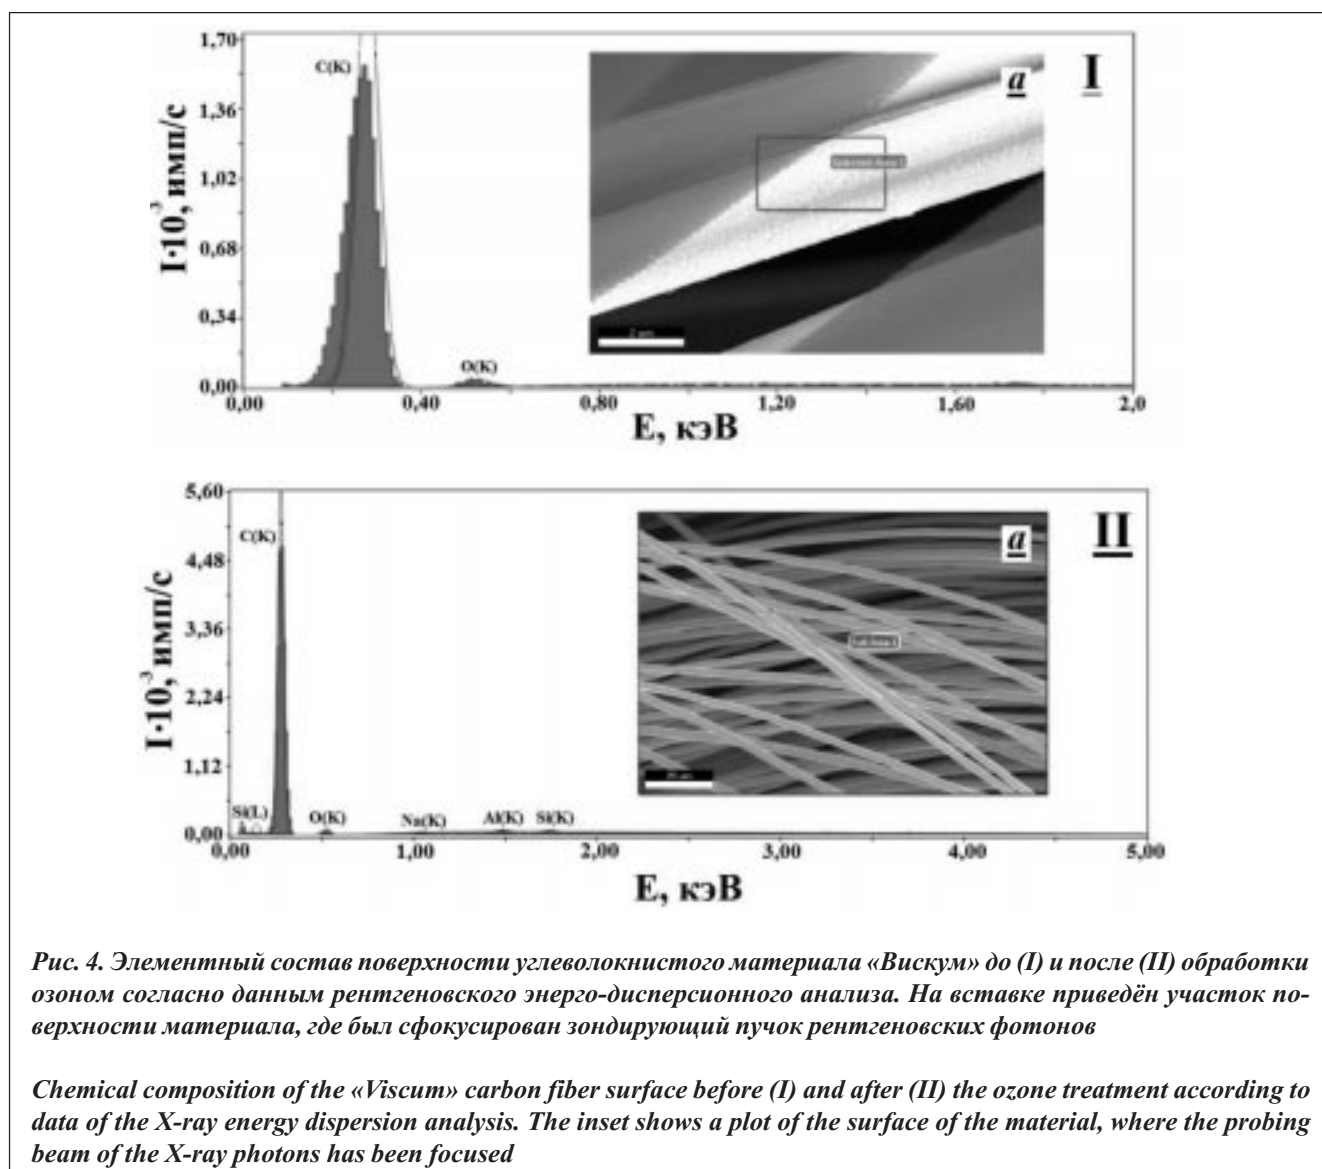 1,70
C(K)
a
I
1,36
1,02
I·10,³ имп/с
0,68
0,34
O(K)
0,00
0,00 0,40 0,80 1,20 1,60 2,0
E, кэВ
5,60
a
II
C(K)
4,48
3,36
I·10,³ имп/с
2,24
1,12
Si(L) O(K) Na(K) Al(K) Si(K)
0,00
0,00 1,00 2,00 3,00 4,00 5,00
E, кэВ
Рис. 4. Элементный состав поверхности углеволокнистого материала «Вискум» до (I) и после (II) обработки
озоном согласно данным рентгеновского энерго-дисперсионного анализа. На вставке приведён участок по-
верхности материала, где был сфокусирован зондирующий пучок рентгеновских фотонов
Chemical composition of the «Viscum» carbon fiber surface before (I) and after (II) the ozone treatment according to
data of the X-ray energy dispersion analysis. The inset shows a plot of the surface of the material, where the probing
beam of the X-ray photons has been focused